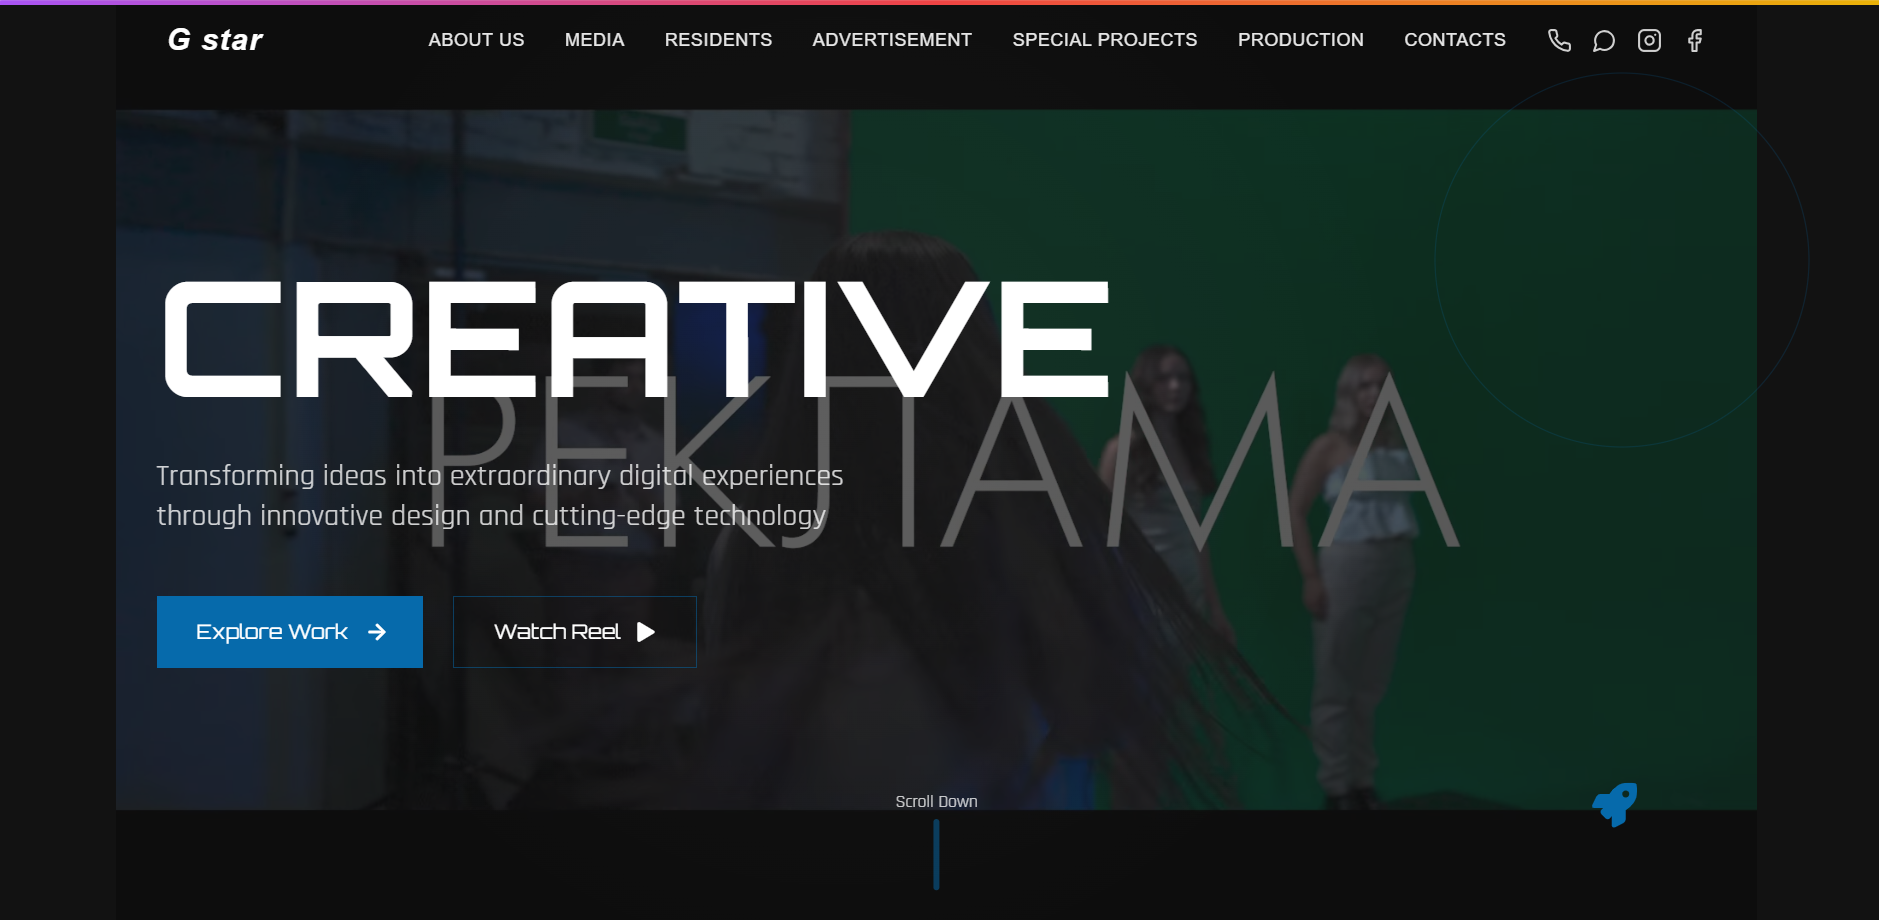 G star
ABOUT US
MEDIA
RESIDENTS
ADVERTISEMENT
SPECIAL PROJECTS
PRODUCTION
CONTACTS
CREATIVE
РЕКЛАМА
Transforming ideas into extraordinary digital experiences
through innovative design and cutting-edge technology
Explore Work
Watch Reel
Scroll Down